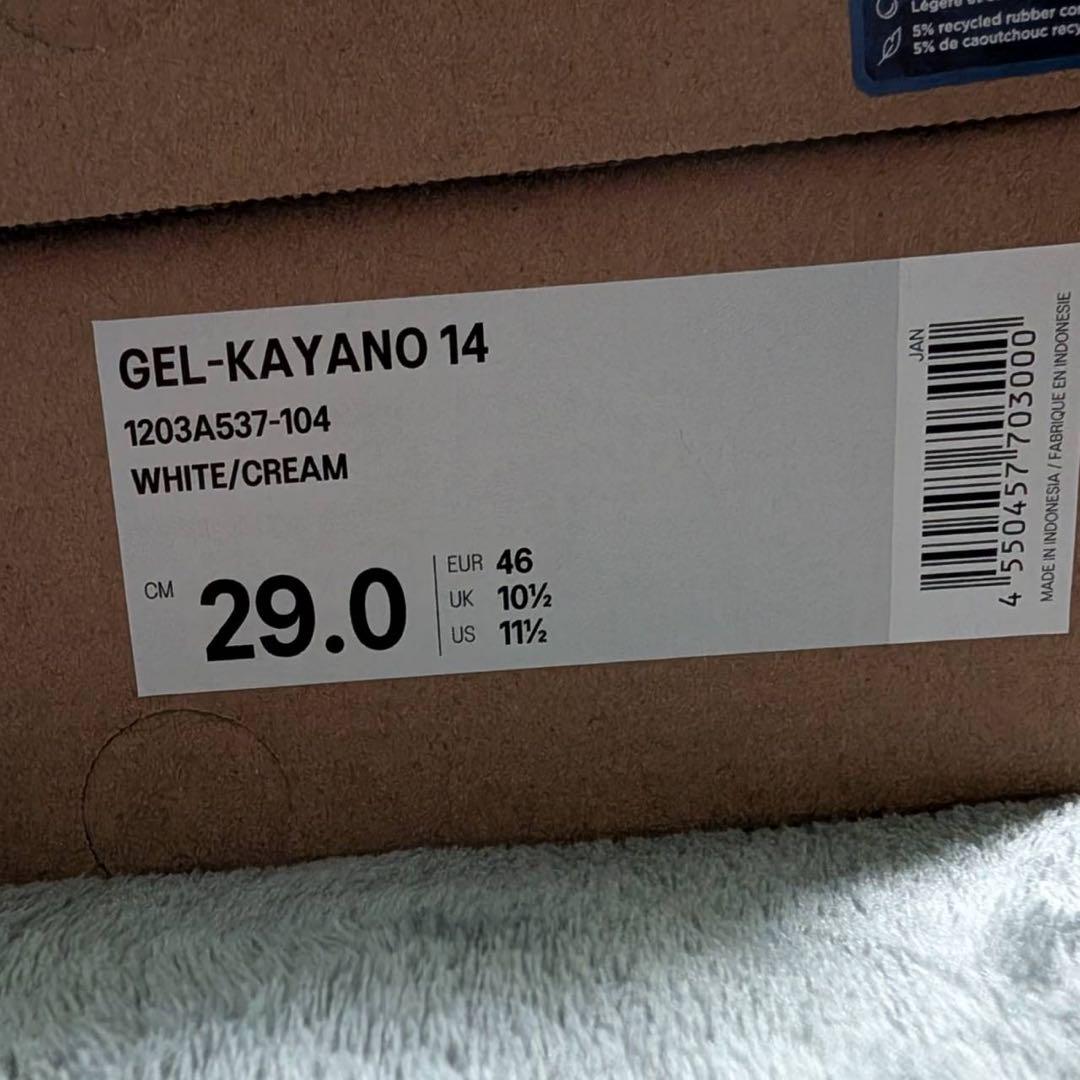 5% recycled rubber
5% de caoutchouc
GEL-KAYANO 14
1203A537-104
WHITE/CREAM
CM 29.0
EUR 46
UK 10½
US 11½
JAN
4 550457 703000
MADE IN INDONESIA / FABRIQUE EN INDONESIE